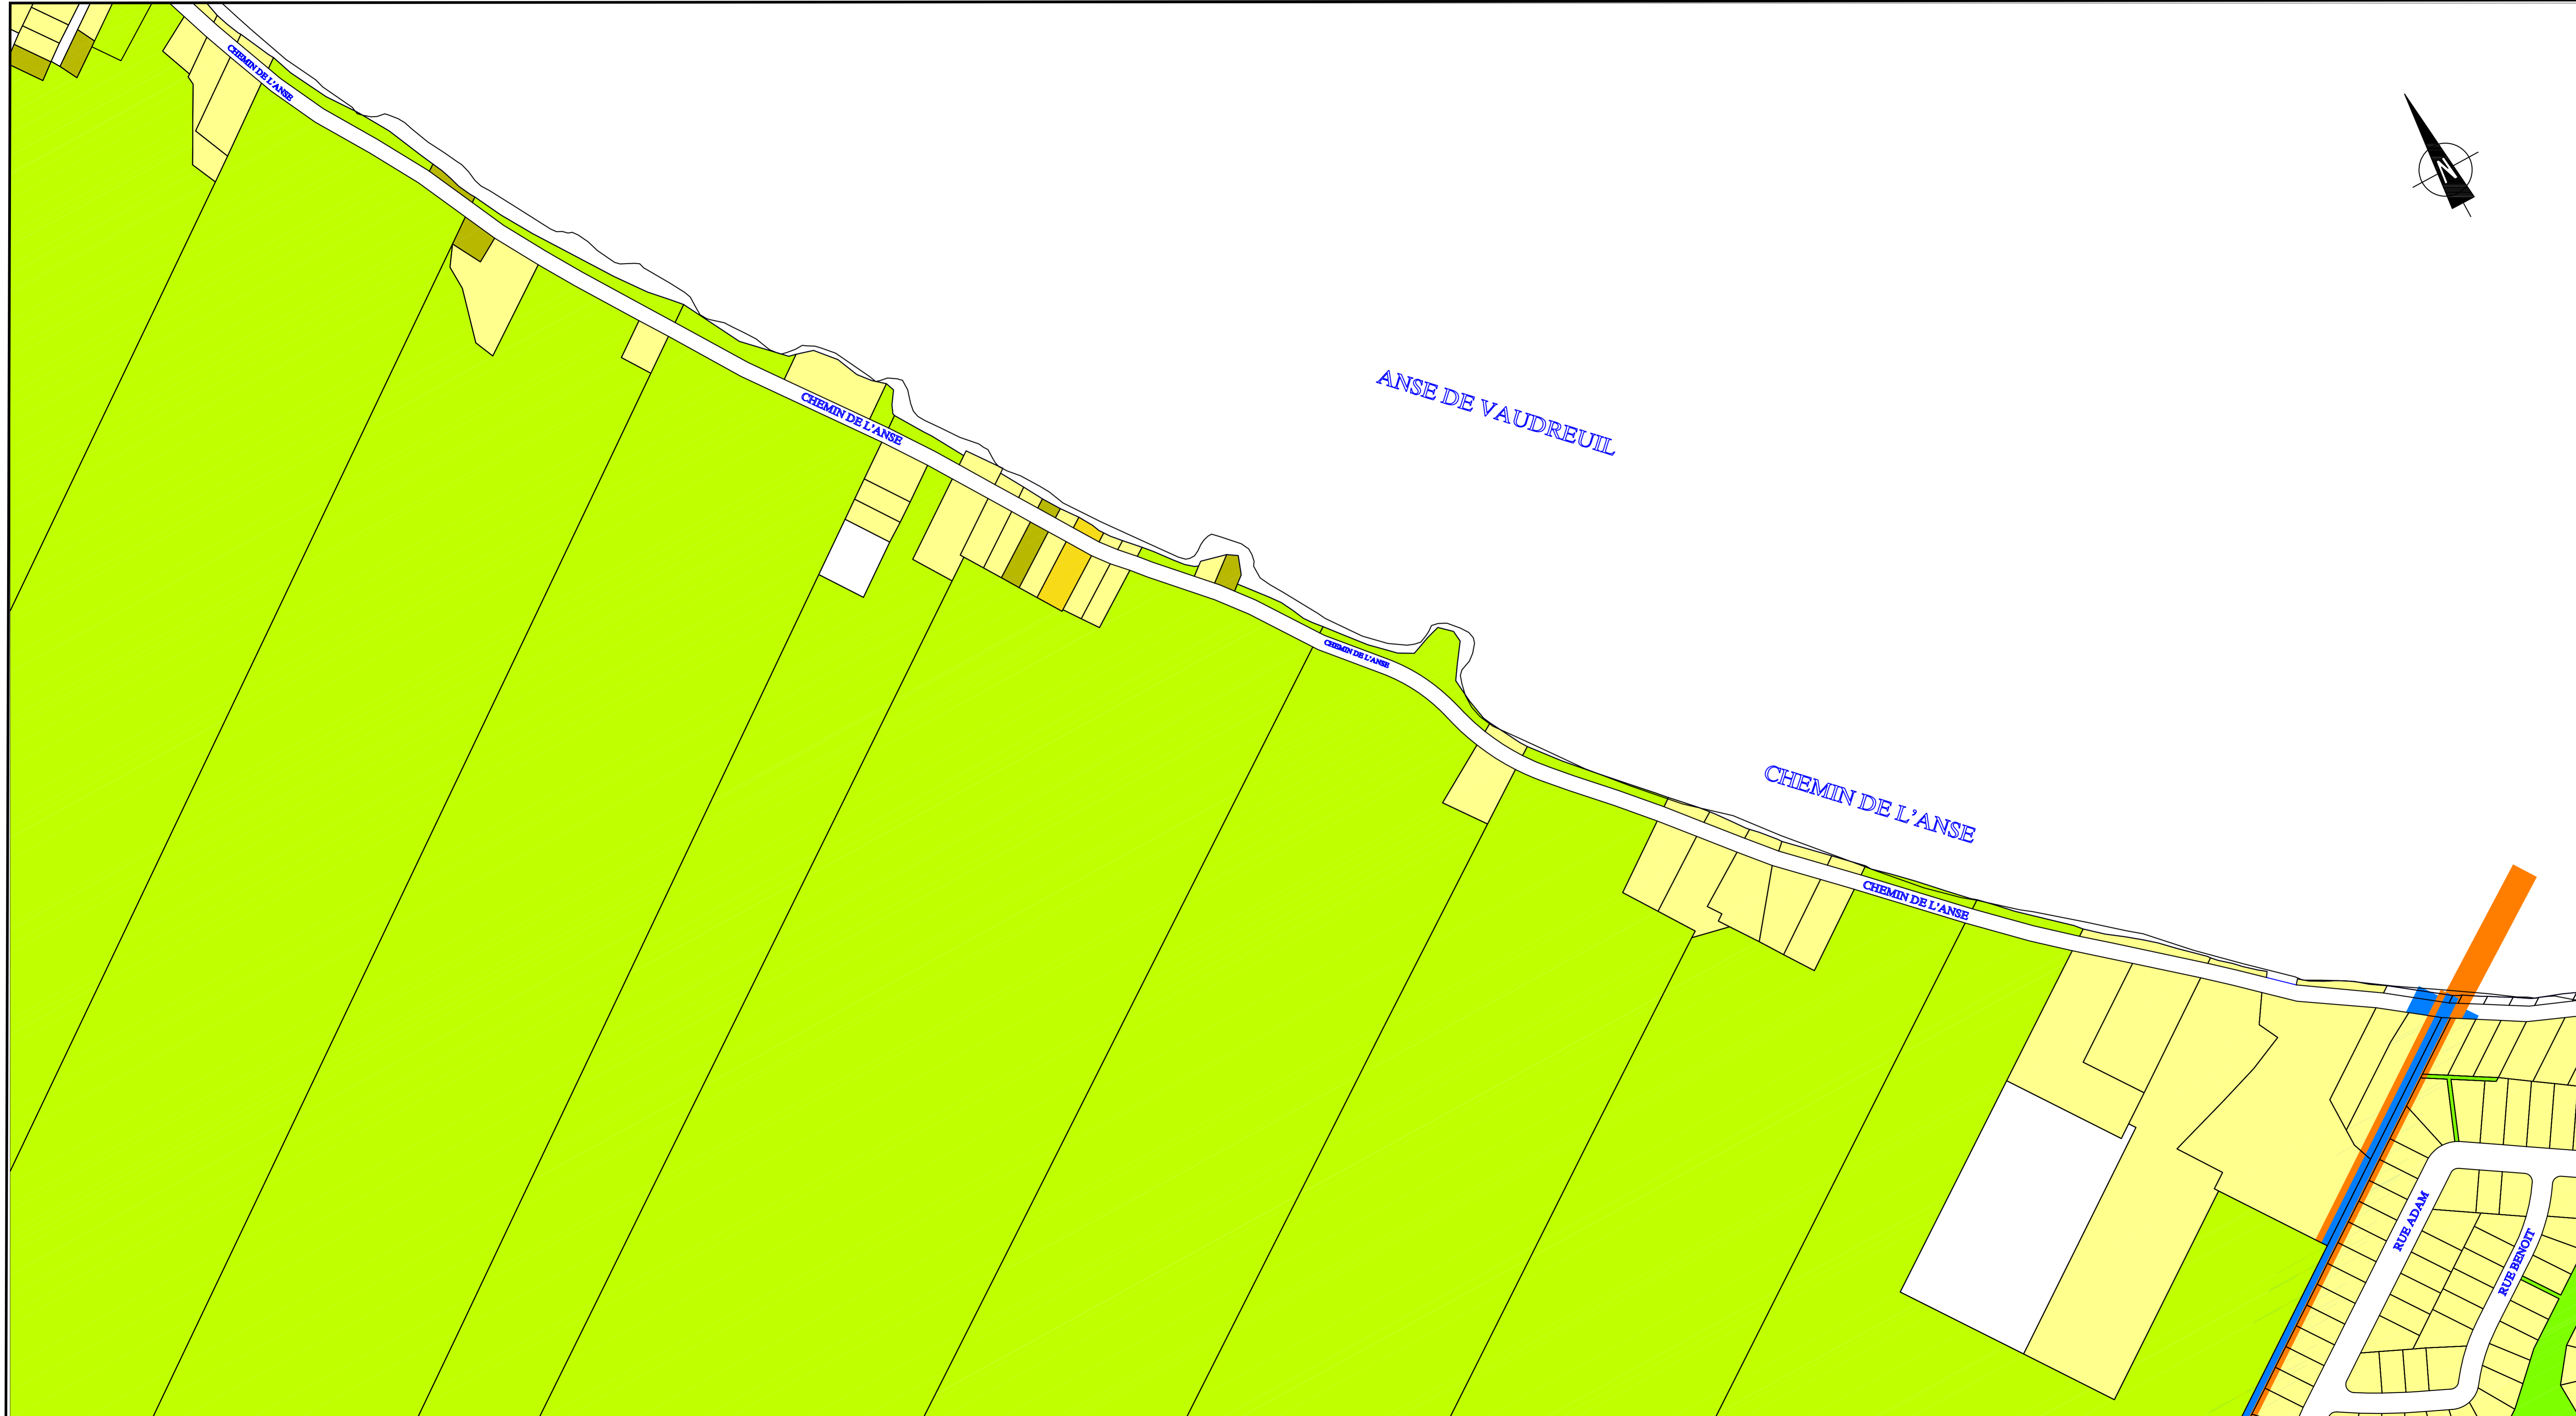 CHEMIN DE L'ANSE
N
ANSE DE VAUDREUIL
CHEMIN DE L'ANSE
CHEMIN DE L'ANSE
CHEMIN DE L'ANSE
CHEMIN DE L'ANSE
RUE ADAM
RUE BENOIT